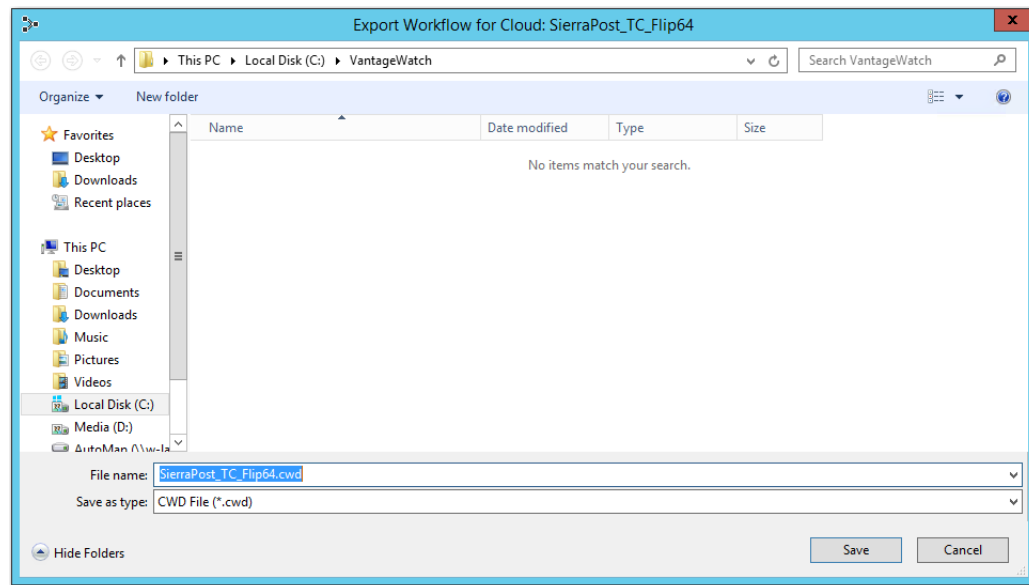 Export Workflow for Cloud: SierraPost_TC_Flip64
x
This PC Local Disk (C:) VantageWatch
Search VantageWatch
Organize New folder
Favorites
Desktop
Downloads
Recent places
This PC
Desktop
Documents
Downloads
Music
Pictures
Videos
Local Disk (C:)
Media (D:)
Name Date modified Type Size
No items match your search.
File name: SierraPost_TC_Flip64.cwd
Save as type: CWD File (*.cwd)
Hide Folders
Save Cancel